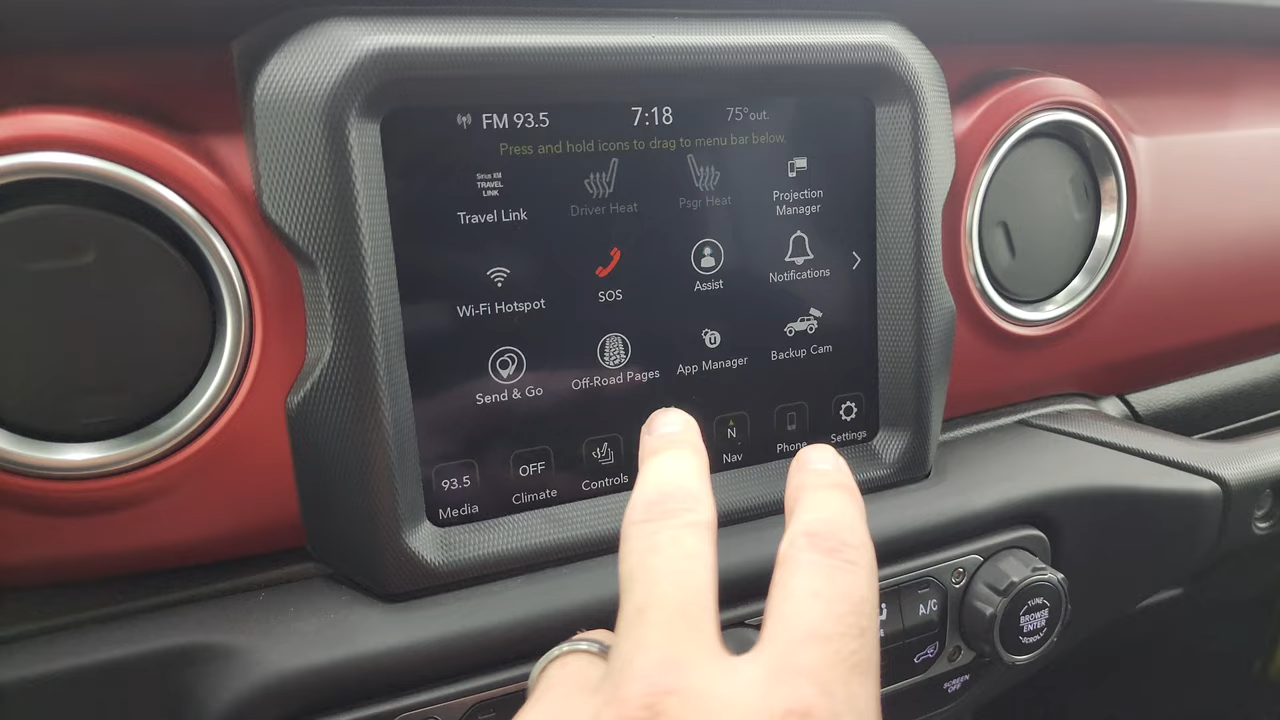 FM 93.5 7:18 75°out.
Press and hold icons to drag to menu bar below.
Sirius XM
TRAVEL
LINK
Travel Link
Driver Heat
Psgr Heat
Projection
Manager
Wi-Fi Hotspot
SOS
Assist
Notifications
Send & Go
Off-Road Pages
U
App Manager
Backup Cam
93.5
Media
OFF
Climate
Controls
N
Nav
Phone
Settings
A/C
TUNE
BROWSE
ENTER
SCROLL
SCREEN
OFF